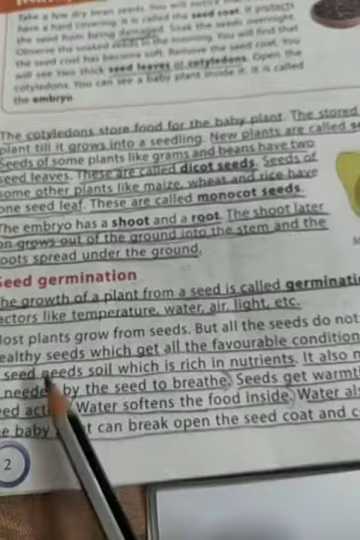 Take a few dry bean seeds. You will notice that
have a hard covering. It is called the seed coat. It protects
the seed from being damaged. Soak the seeds overnight.
Observe the soaked seeds in the morning. You will find that
the seed coat has become soft. Remove the seed coat. You
will see two thick seed leaves or cotyledons. Open the
cotyledons. You can see a baby plant inside it. It is called
the embryo.
The cotyledons store food for the baby plant. The stored
plant till it grows into a seedling. New plants are called
Seeds of some plants like grams and beans have two
seed leaves. These are called dicot seeds. Seeds of
some other plants like maize, wheat and rice have
one seed leaf. These are called monocot seeds.
The embryo has a shoot and a root. The shoot later
on grows out of the ground into the stem and the
oots spread under the ground.
Seed germination
The growth of a plant from a seed is called germinatio
actors like temperature, water, air, light, etc.
Most plants grow from seeds. But all the seeds do not
ealthy seeds which get all the favourable condition
seed needs soil which is rich in nutrients. It also
needed by the seed to breathe. Seeds get warmt
eed Water softens the food inside. Water als
e baby can break open the seed coat and c
2